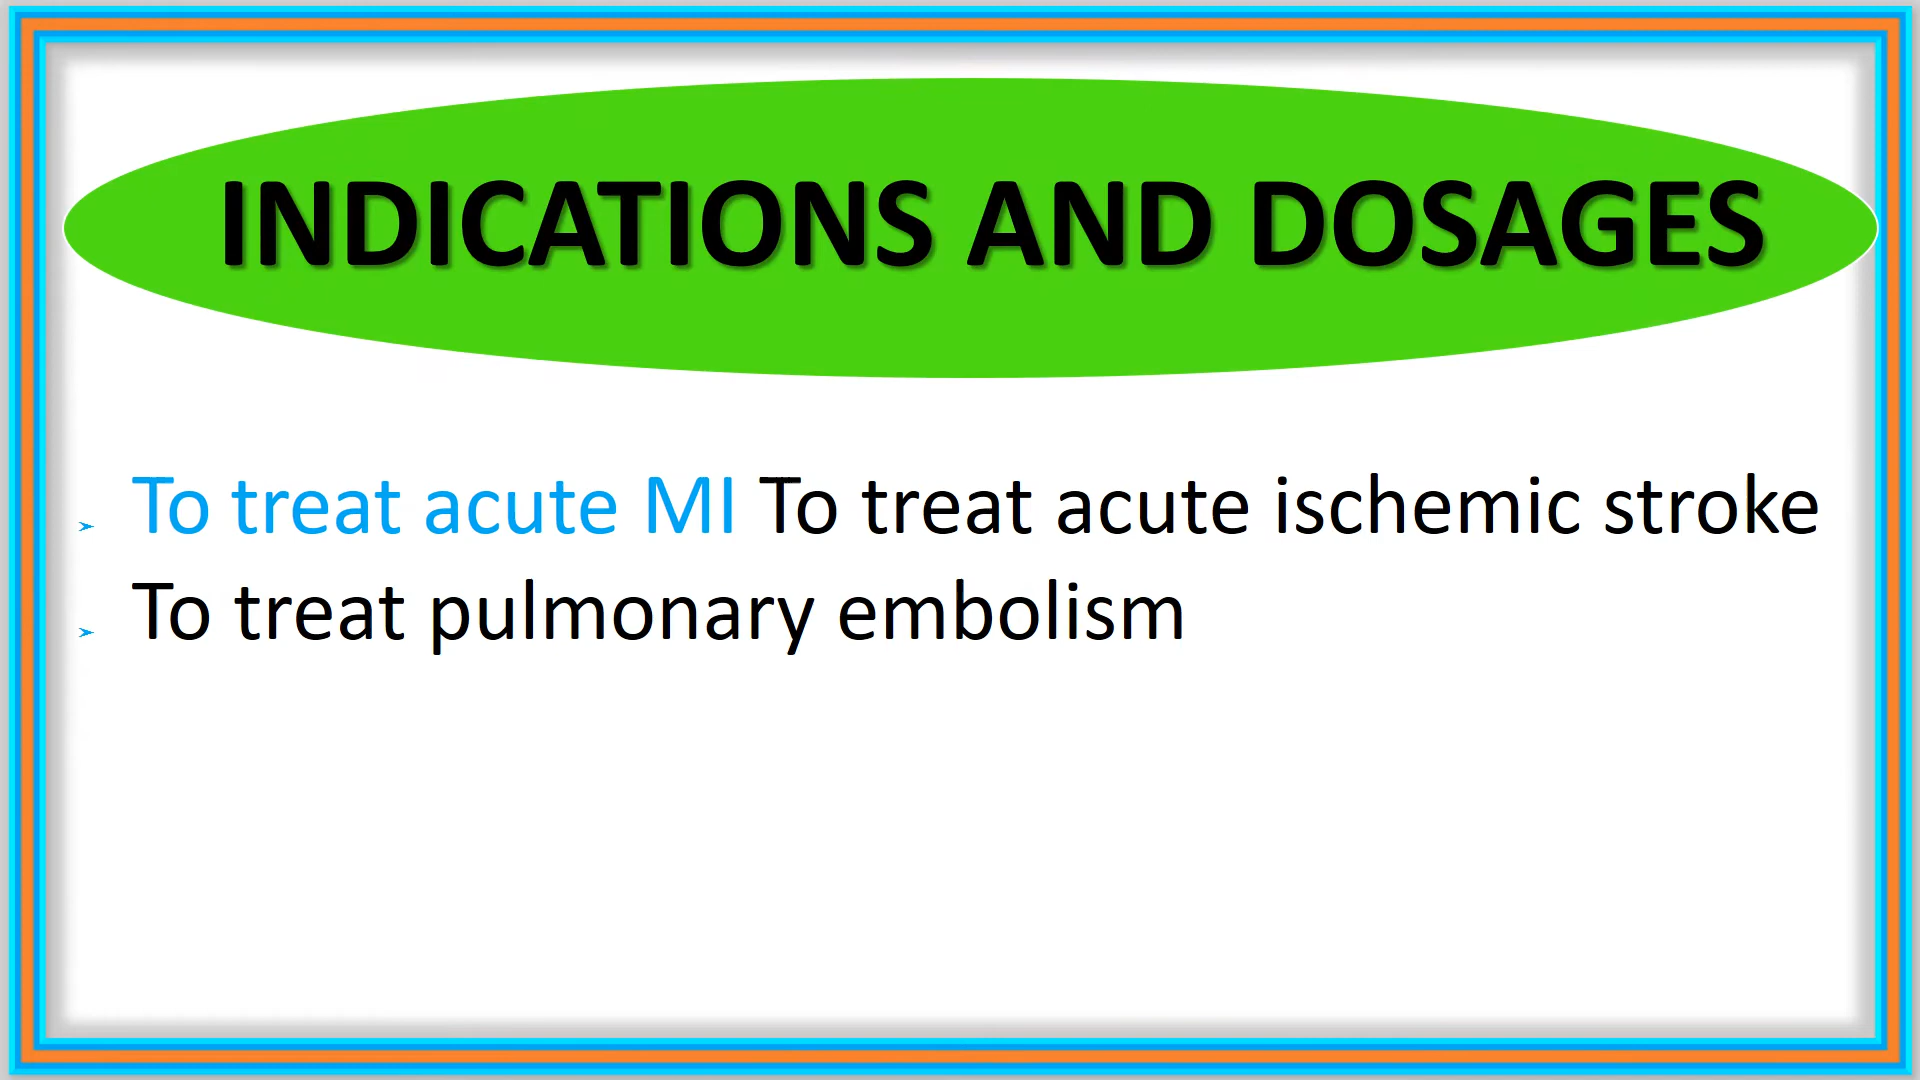 INDICATIONS AND DOSAGES
➢ To treat acute MI To treat acute ischemic stroke
➢ To treat pulmonary embolism